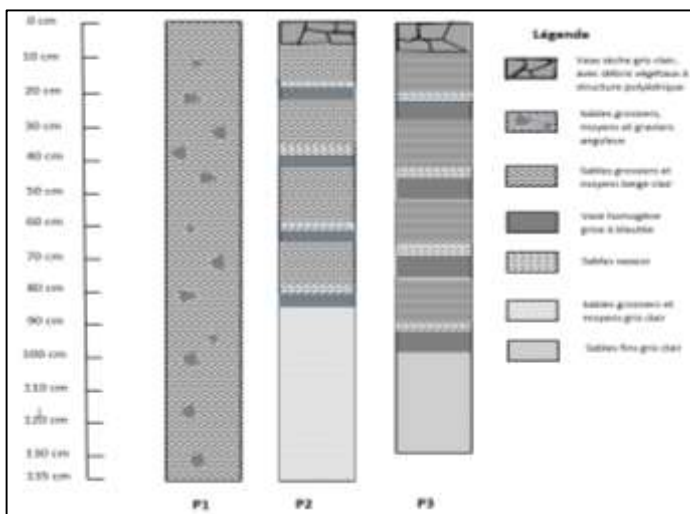 0 cm
10 cm
20 cm
30 cm
40 cm
50 cm
60 cm
70 cm
80 cm
90 cm
100 cm
110 cm
120 cm
130 cm
135 cm
P1
P2
P3
Légende
Vase sèche gris clair,
avec débris végétaux à
structure polyédrique
Sables grossiers,
moyens et graviers
anguleux
Sables grossiers et
moyens beige clair
Vase homogène
grise à bleutée
Sables vaseux
Sables grossiers et
moyens gris clair
Sables fins gris clair